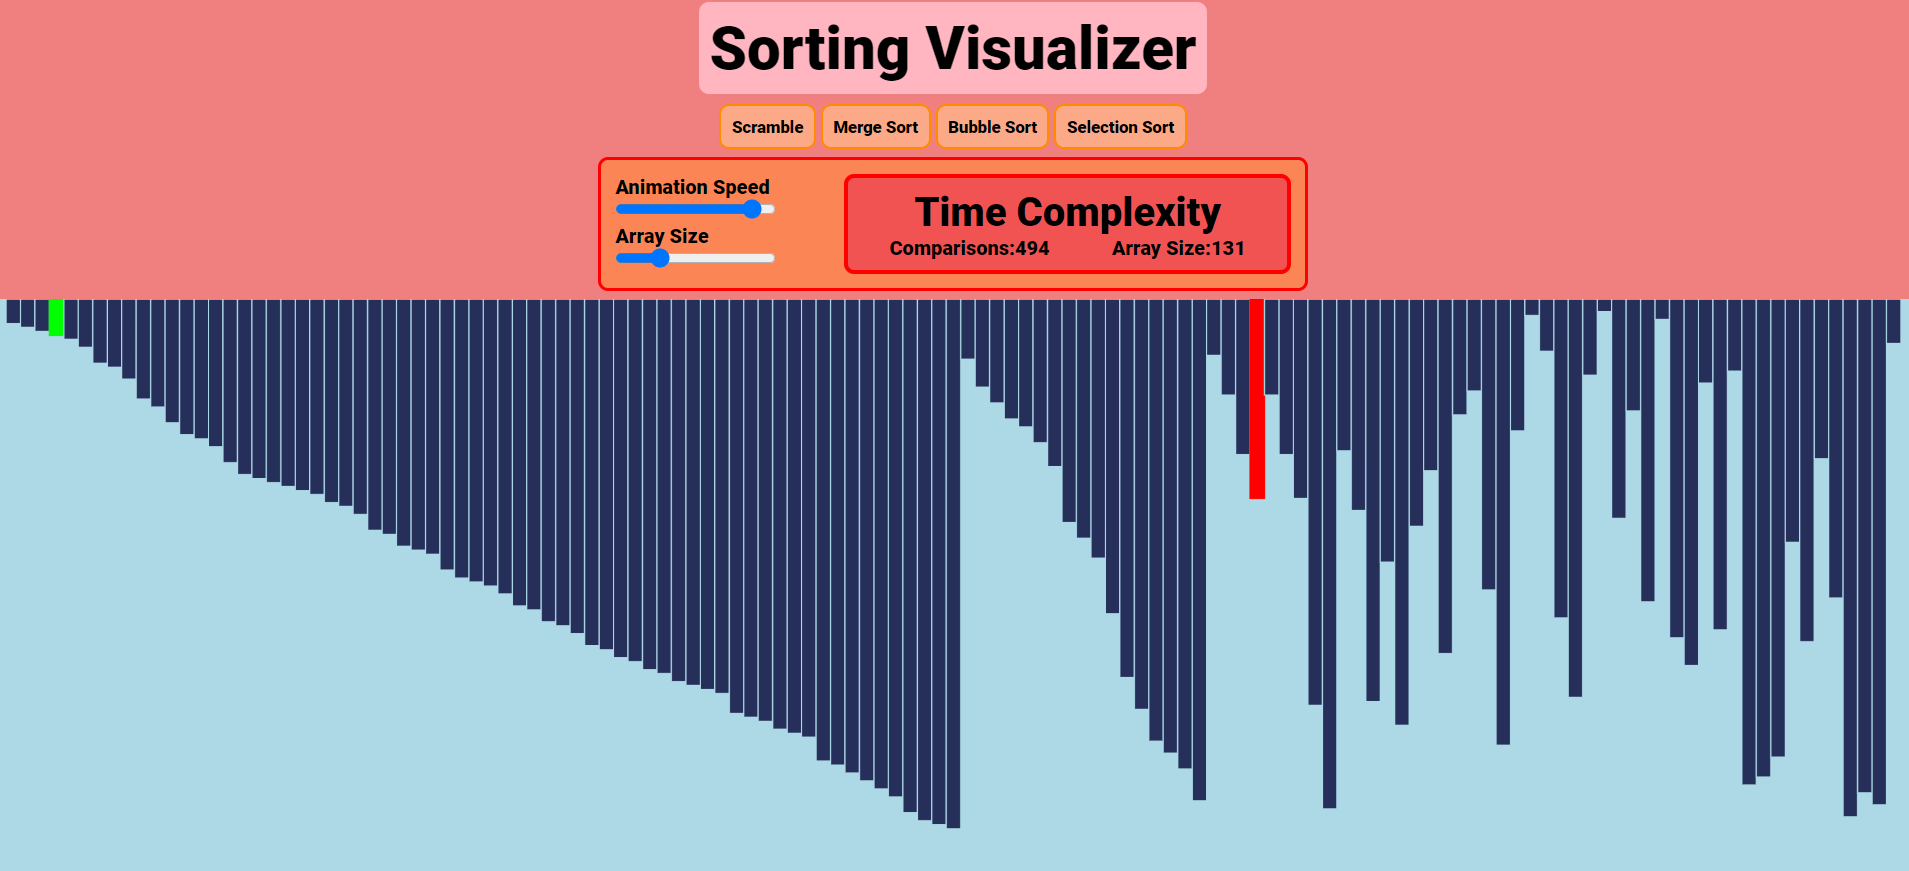 Sorting Visualizer
Scramble Merge Sort Bubble Sort Selection Sort
Animation Speed
Array Size
Time Complexity
Comparisons:494 Array Size:131